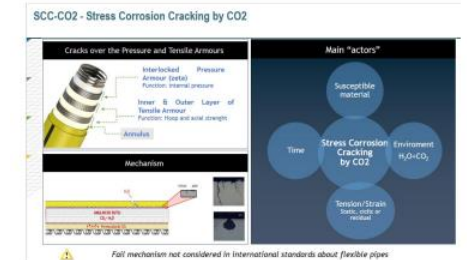 SCC-CO2 - Stress Corrosion Cracking by CO2
Cracks over the Pressure and Tensile Armours
Interlocked Pressure
Armour (zeta)
Function: Internal pressure
Inner & Outer Layer of
Tensile Armour
Function: Hoop and axial strength
Annulus
Mechanism
Main "actors"
Susceptible
material
Time
Stress Corrosion
Cracking
by CO2
Enviroment
H2O+CO2
Tension/Strain
Static, ciclic or
residual
Fail mechanism not considered in international standards about flexible pipes